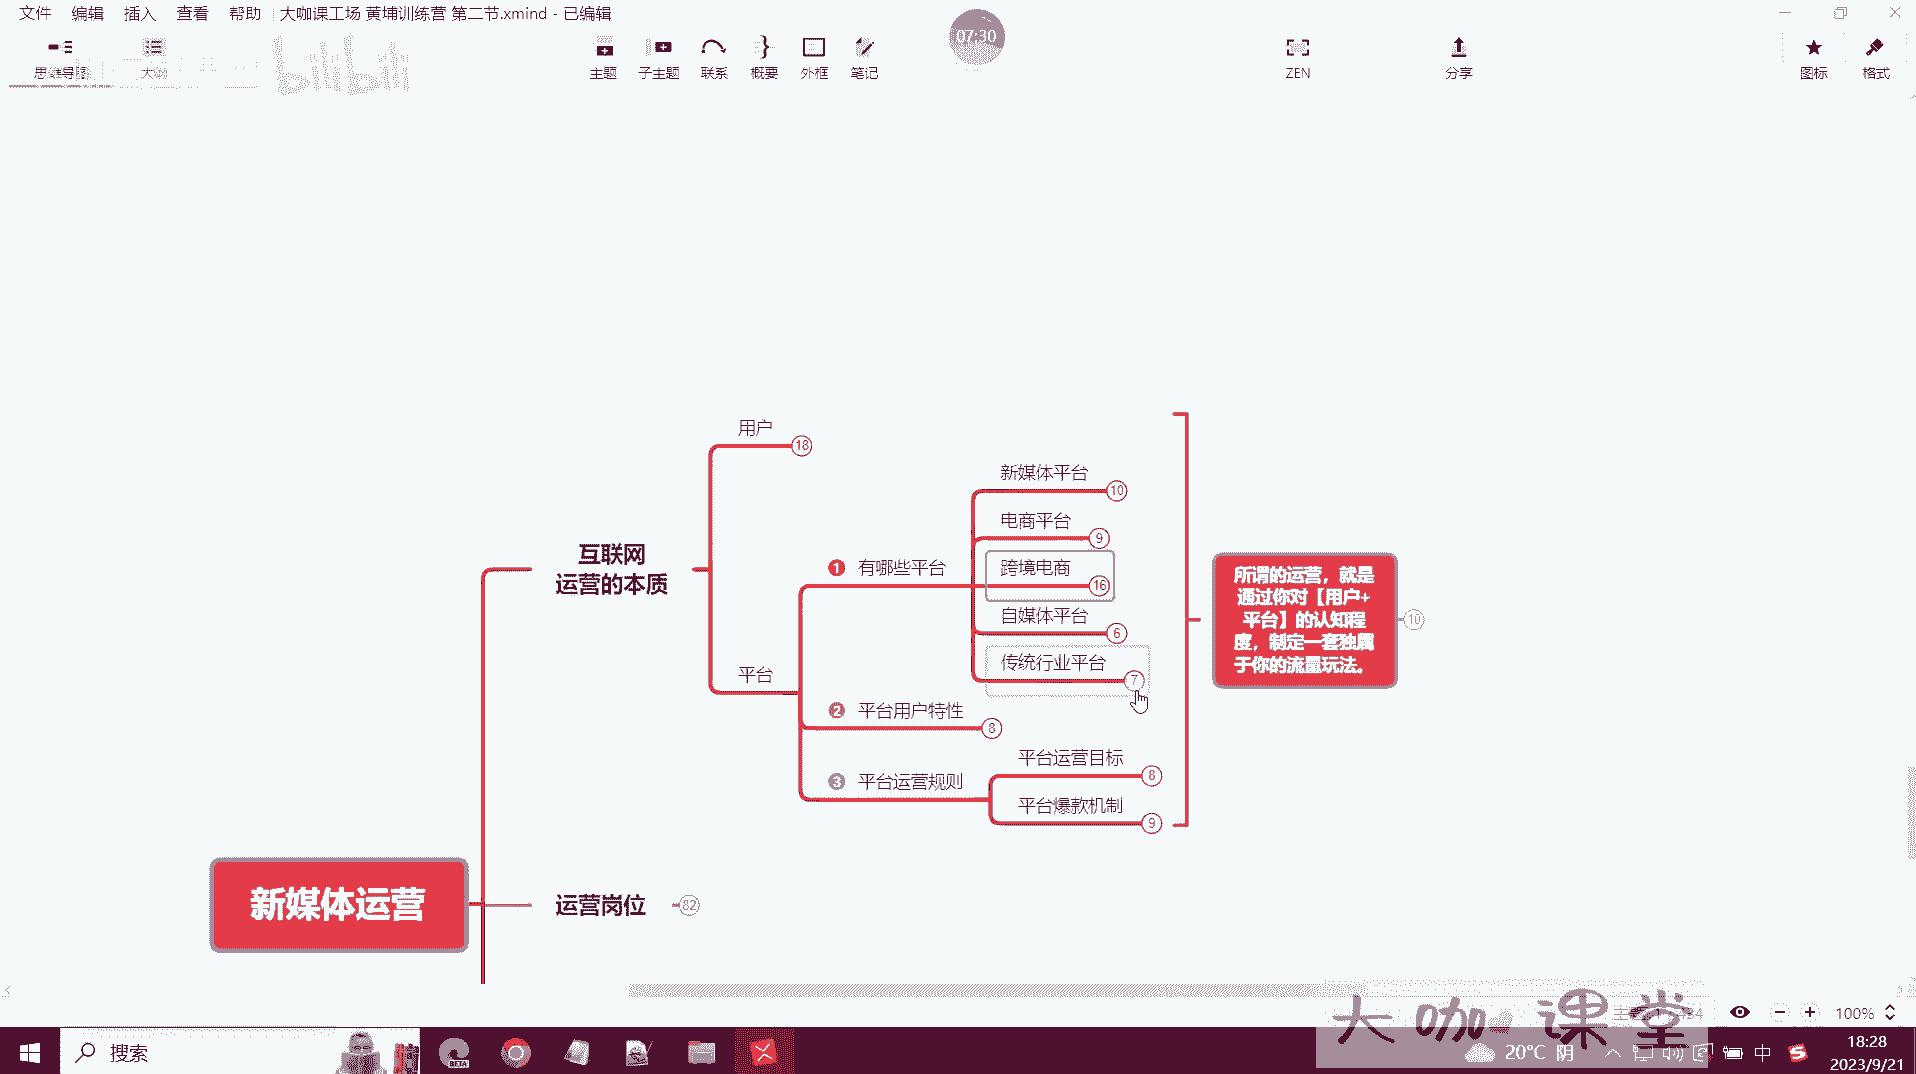 文件 编辑 插入 查看 帮助 大咖课工场 黄埔训练营 第二节.xmind - 已编辑
07:30
思维导图 大纲 bilibili 主题 子主题 联系 概要 外框 笔记 ZEN 分享 图标 格式
用户 18
新媒体平台 10
电商平台 9
1 有哪些平台
跨境电商 16
自媒体平台 6
传统行业平台 7
互联网
运营的本质
平台
2 平台用户特性 8
平台运营目标 8
3 平台运营规则
平台爆款机制 9
所谓的运营，就是
通过你对【用户+
平台】的认知程
度，制定一套独属
于你的流量玩法。
10
新媒体运营
运营岗位 82
大咖课堂
100%
搜索
BETA
20°C 阴
中
18:28
2023/9/21